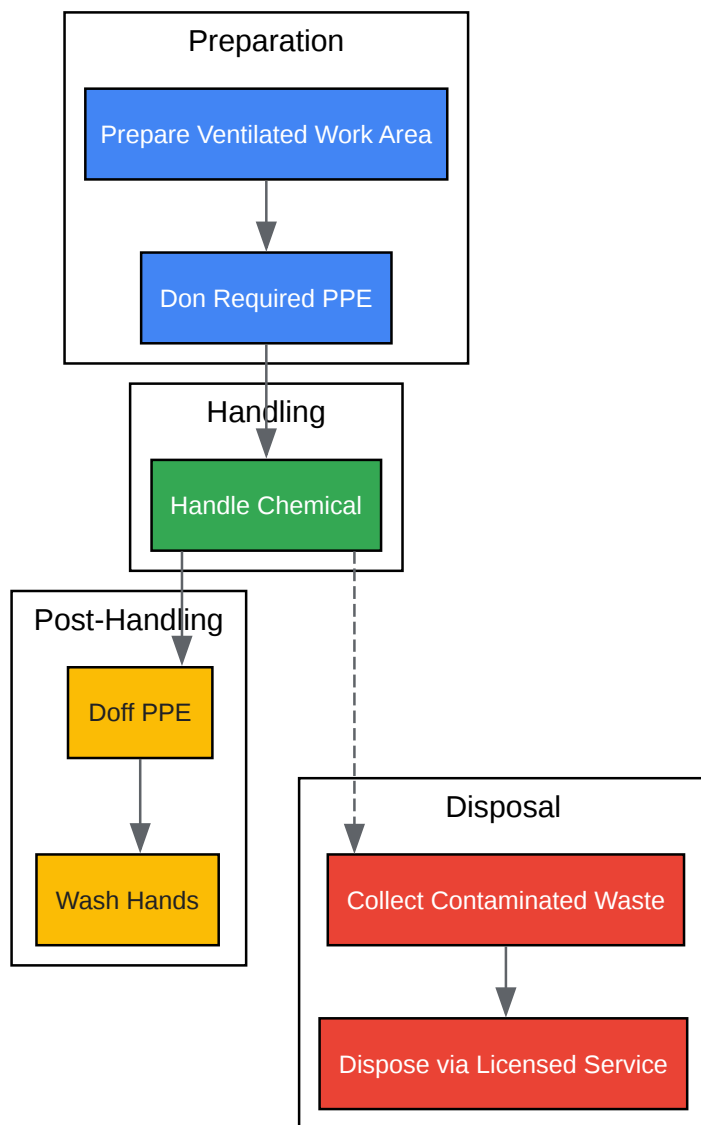 Preparation
Prepare Ventilated Work Area
Don Required PPE
Handling
Handle Chemical
Post-Handling
Doff PPE
Wash Hands
Disposal
Collect Contaminated Waste
Dispose via Licensed Service